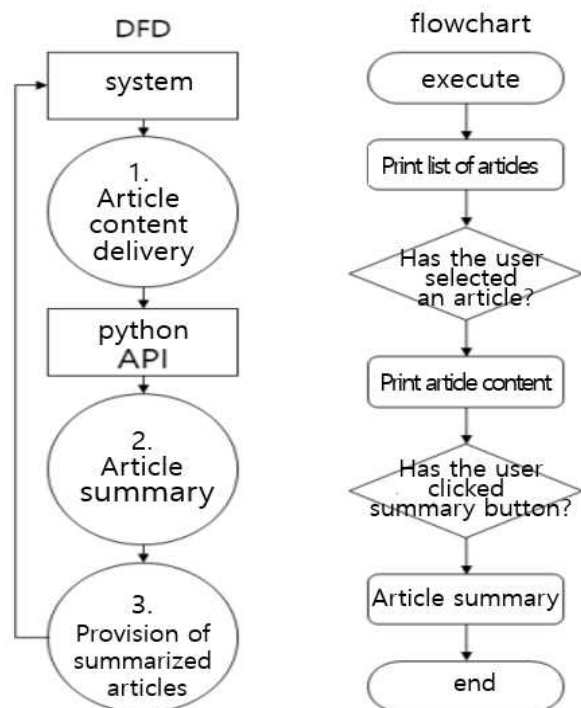 DFD
system
1.
Article
content
delivery
python
API
2.
Article
summary
3.
Provision of
summarized
articles
flowchart
execute
Print list of articles
Has the user
selected
an article?
Print article content
Has the user
clicked
summary button?
Article summary
end